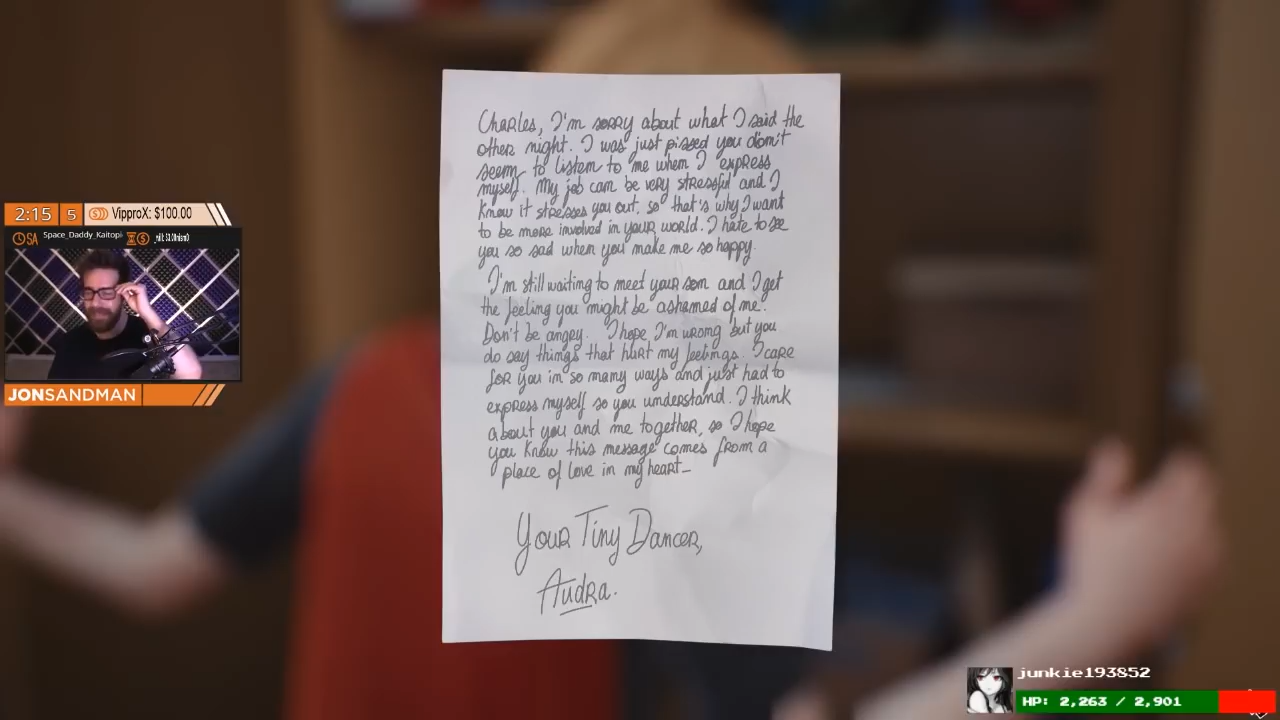 Charles, I'm sorry about what I said the
other night. I was just pissed you don't
seem to listen to me when I express
myself. My job can be very stressful and I
know it stresses you out, so that's why I want
to be more involved in your world. I hate to see
you so sad when you make me so happy.
I'm still waiting to meet your son and I get
the feeling you might be ashamed of me.
Don't be angry. I hope I'm wrong but you
do say things that hurt my feelings. I care
for you in so many ways and just had to
express myself so you understand. I think
about you and me together, so I hope
you know this message comes from a
place of love in my heart—
Your Tiny Dancer,
Audra.
2:15 5 VipproX: $100.00
SA Space_Daddy_Kaitopi
JONSANDMAN
junkie193852
HP: 2,263 / 2,901